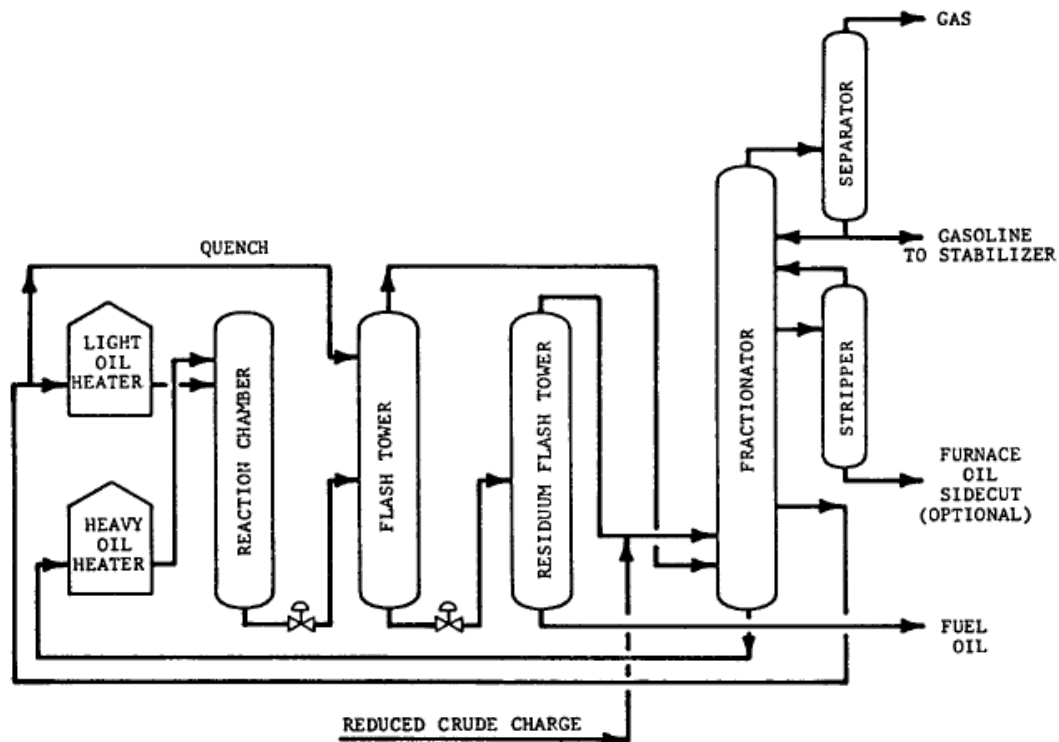 GAS
SEPARATOR
GASOLINE
TO STABILIZER
QUENCH
LIGHT
OIL
HEATER
REACTION CHAMBER
FLASH TOWER
RESIDUUM FLASH TOWER
FRACTIONATOR
STRIPPER
HEAVY
OIL
HEATER
FURNACE
OIL
SIDECUT
(OPTIONAL)
FUEL
OIL
REDUCED CRUDE CHARGE